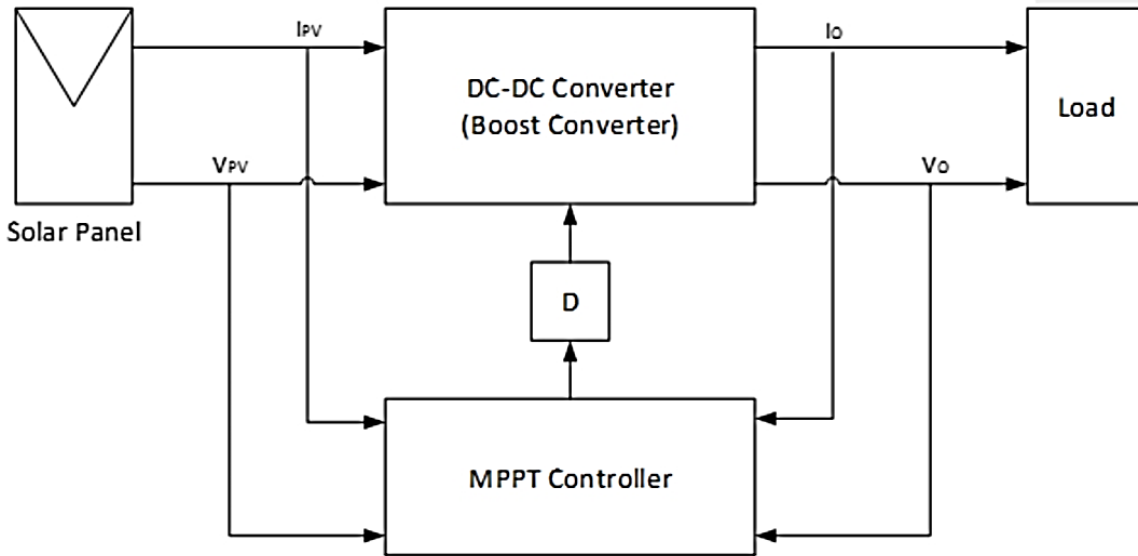 IPV
IO
DC-DC Converter
(Boost Converter)
Load
VPV
VO
Solar Panel
D
MPPT Controller